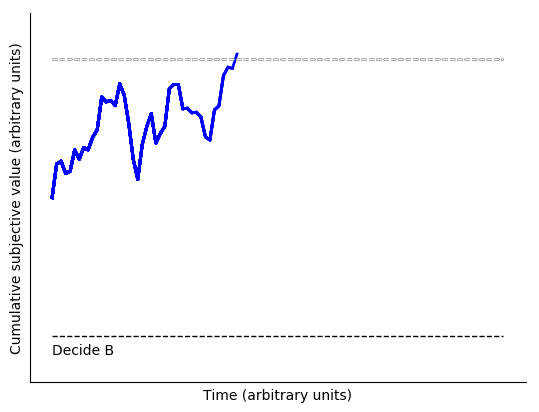 Cumulative subjective value (arbitrary units)
Decide B
Time (arbitrary units)